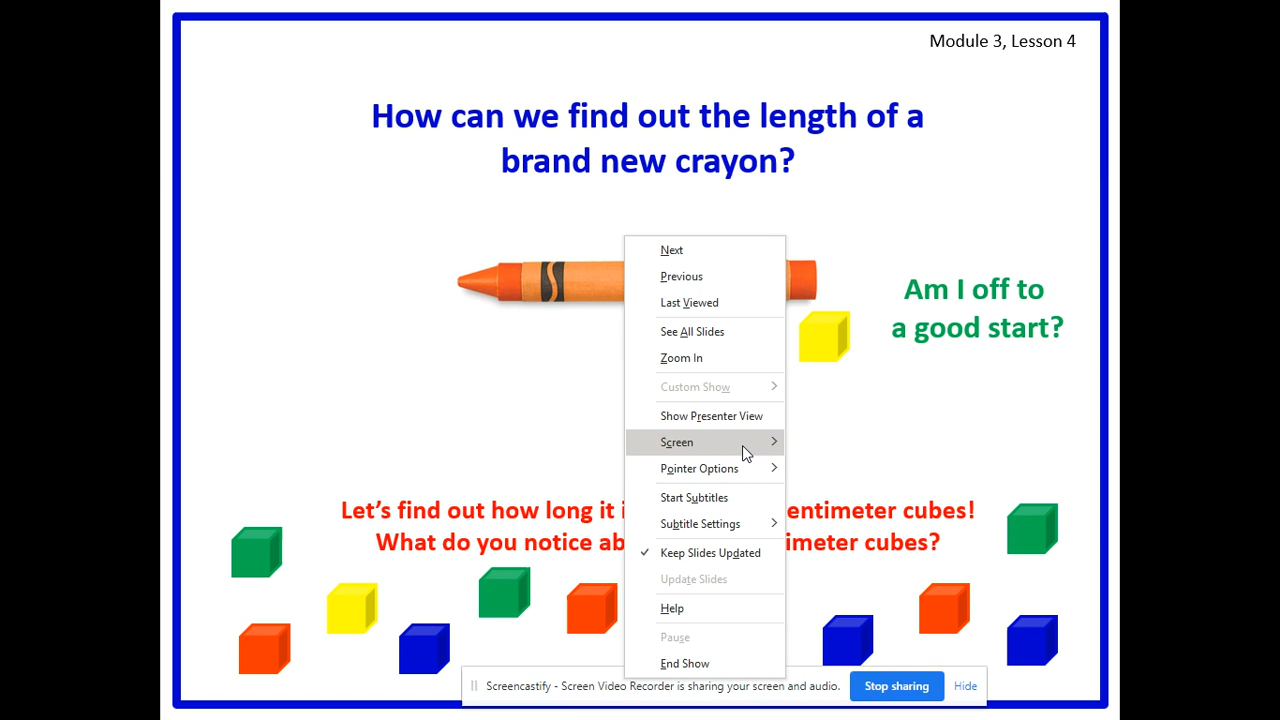 Module 3, Lesson 4
How can we find out the length of a
brand new crayon?
Am I off to
a good start?
Next
Previous
Last Viewed
See All Slides
Zoom In
Custom Show
Show Presenter View
Screen
Pointer Options
Start Subtitles
Subtitle Settings
Keep Slides Updated
Update Slides
Help
Pause
End Show
Let's find out how long it entimeter cubes!
What do you notice imeter cubes?
Screencastify - Screen Video Recorder is sharing your screen and audio.
Stop sharing
Hide